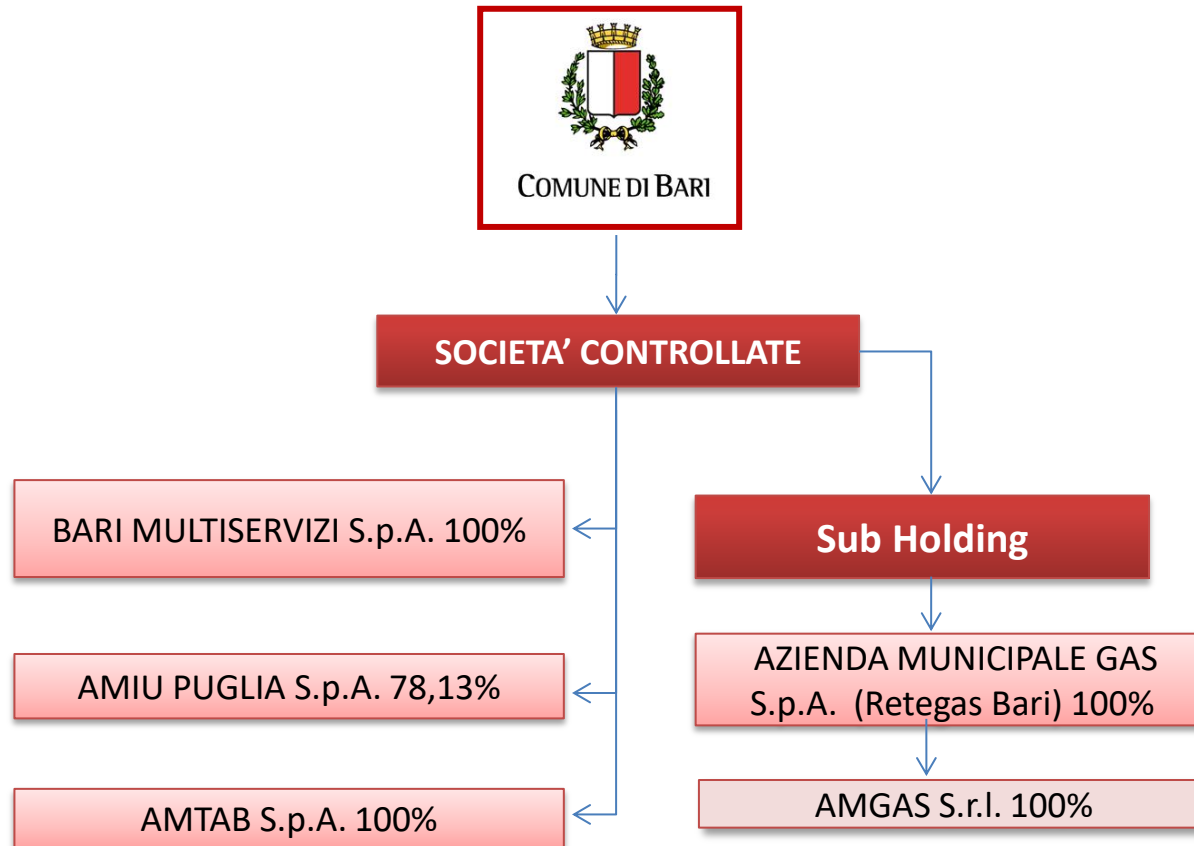 COMUNE DI BARI
SOCIETA’ CONTROLLATE
BARI MULTISERVIZI S.p.A. 100%
AMIU PUGLIA S.p.A. 78,13%
AMTAB S.p.A. 100%
Sub Holding
AZIENDA MUNICIPALE GAS
S.p.A. (Retegas Bari) 100%
AMGAS S.r.l. 100%